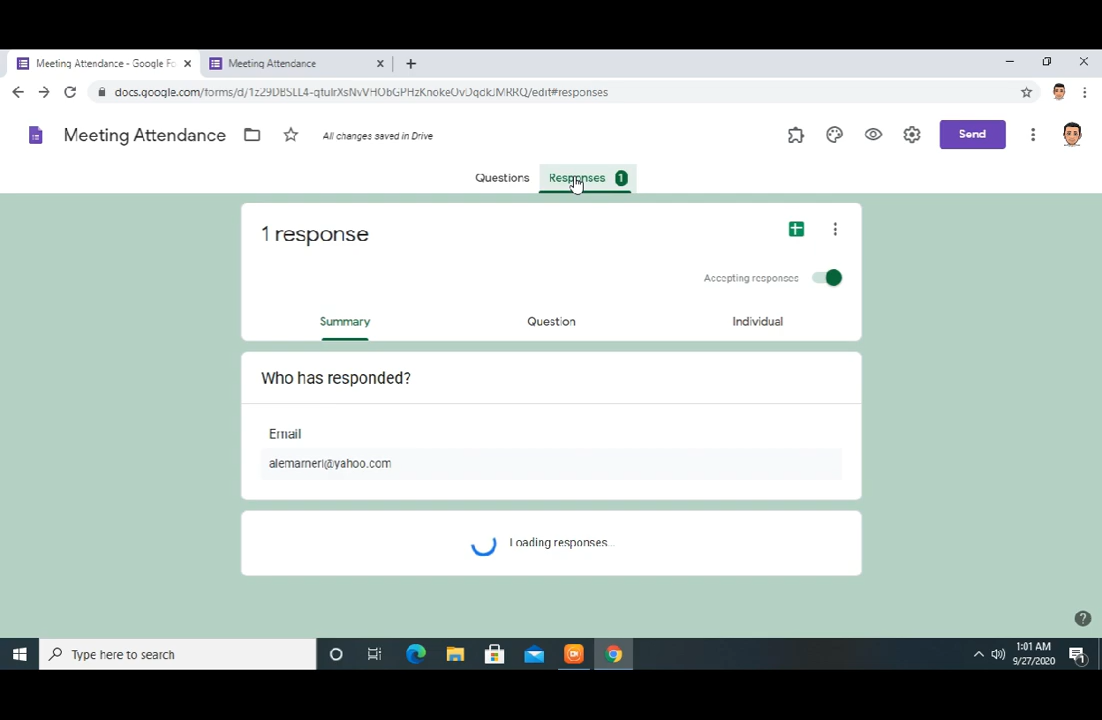 Meeting Attendance - Google Fo
Meeting Attendance
Meeting Attendance
All changes saved in Drive
Send
Questions
Responses 1
1 response
Accepting responses
Summary
Question
Individual
Who has responded?
Email
alemarneri@yahoo.com
Loading responses...
Type here to search
1:01 AM
9/27/2020
1